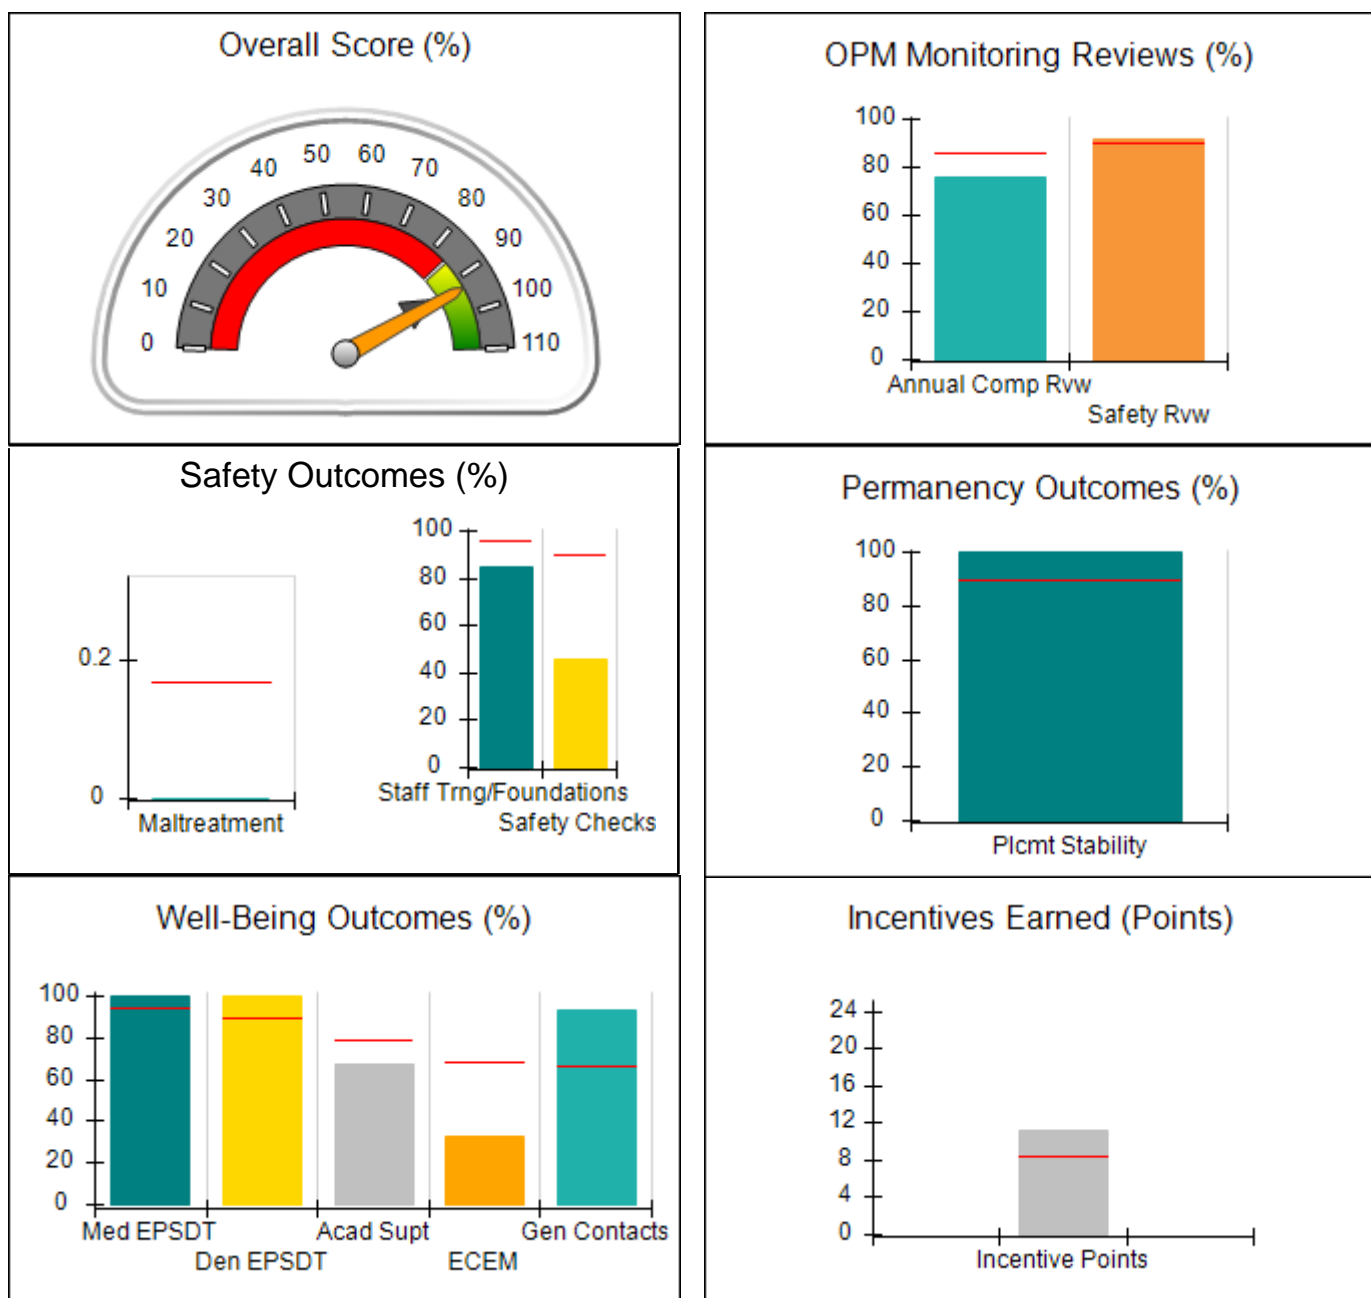 Overall Score (%)
0
10
20
30
40
50
60
70
80
90
100
110
OPM Monitoring Reviews (%)
100
80
60
40
20
0
Annual Comp Rvw
Safety Rvw
Safety Outcomes (%)
0.2
0
Maltreatment
100
80
60
40
20
0
Staff Trng/Foundations
Safety Checks
Permanency Outcomes (%)
100
80
60
40
20
0
Plcmt Stability
Well-Being Outcomes (%)
100
80
60
40
20
0
Med EPSDT
Den EPSDT
Acad Supt
ECEM
Gen Contacts
Incentives Earned (Points)
24
20
16
12
8
4
0
Incentive Points